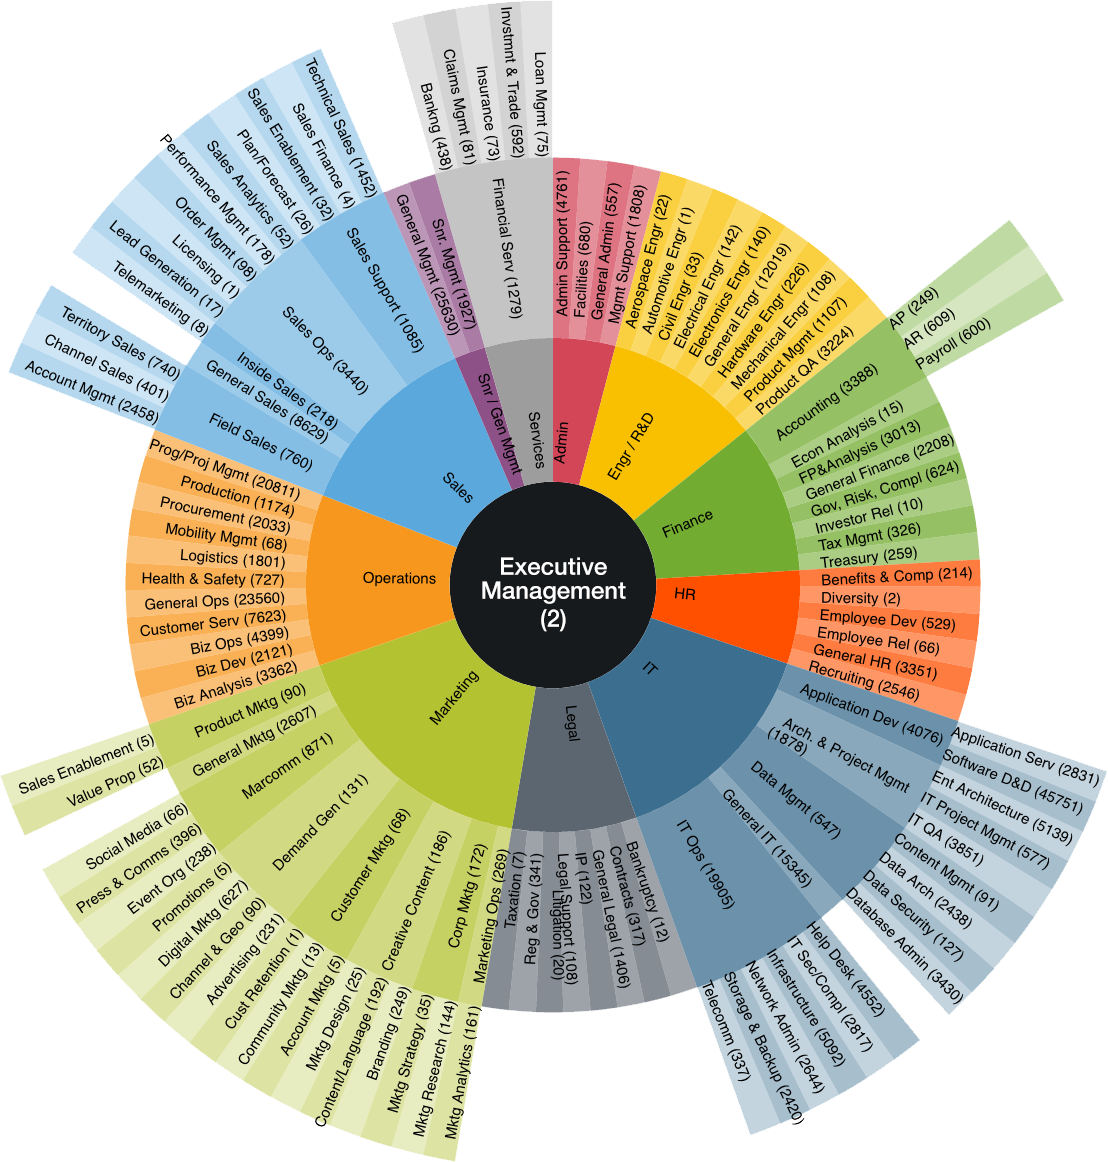 Executive
Management
(2)
Admin
Admin Support (4761)
Facilities (680)
General Admin (557)
Mgmt Support (1808)
Engr / R&D
Aerospace Engr (22)
Automotive Engr (1)
Civil Engr (33)
Electrical Engr (142)
Electronics Engr (140)
General Engr (12019)
Hardware Engr (226)
Mechanical Engr (108)
Product Mgmt (1107)
Product QA (3224)
Finance
Accounting (3388)
AP (249)
AR (609)
Payroll (600)
Econ Analysis (15)
FP&Analysis (3013)
General Finance (2208)
Gov, Risk, Compl (624)
Investor Rel (10)
Tax Mgmt (326)
Treasury (259)
HR
Benefits & Comp (214)
Diversity (2)
Employee Dev (529)
Employee Rel (66)
General HR (3351)
Recruiting (2546)
IT
Application Dev (4076)
Application Serv (2831)
Software D&D (45751)
Arch. & Project Mgmt
(1878)
Ent Architecture (5139)
IT Project Mgmt (577)
IT QA (3851)
Data Mgmt (547)
Content Mgmt (91)
Data Arch (2438)
Data Security (127)
Database Admin (3430)
General IT (15345)
IT Ops (19905)
Help Desk (4552)
IT Sec/Compl (2817)
Infrastructure (5092)
Network Admin (2644)
Storage & Backup (2420)
Telecomm (337)
Legal
Bankruptcy (12)
Contracts (317)
General Legal (1406)
IP (122)
Legal Support (108)
Litigation (20)
Reg & Gov (341)
Taxation (7)
Marketing
Marketing Ops (269)
Mktg Analytics (161)
Corp Mktg (172)
Mktg Research (144)
Mktg Strategy (35)
Creative Content (186)
Branding (249)
Content/Language (192)
Mktg Design (25)
Customer Mktg (68)
Account Mktg (5)
Community Mktg (13)
Cust Retention (1)
Demand Gen (131)
Advertising (231)
Channel & Geo (90)
Digital Mktg (627)
Promotions (5)
Marcomm (871)
Event Org (238)
Press & Comms (396)
Social Media (66)
General Mktg (2607)
Product Mktg (90)
Value Prop (52)
Sales Enablement (5)
Operations
Biz Analysis (3362)
Biz Dev (2121)
Biz Ops (4399)
Customer Serv (7623)
General Ops (23560)
Health & Safety (727)
Logistics (1801)
Mobility Mgmt (68)
Procurement (2033)
Production (1174)
Prog/Proj Mgmt (20811)
Sales
Field Sales (760)
Account Mgmt (2458)
Channel Sales (401)
Territory Sales (740)
General Sales (8629)
Inside Sales (218)
Sales Ops (3440)
Telemarketing (8)
Lead Generation (17)
Licensing (1)
Order Mgmt (98)
Performance Mgmt (178)
Sales Analytics (52)
Sales Support (1085)
Plan/Forecast (26)
Sales Enablement (32)
Sales Finance (4)
Technical Sales (1452)
Snr / Gen Mgmt
General Mgmt (25630)
Snr. Mgmt (1927)
Services
Financial Serv (1279)
Bankng (438)
Claims Mgmt (81)
Insurance (73)
Invstmnt & Trade (592)
Loan Mgmt (75)